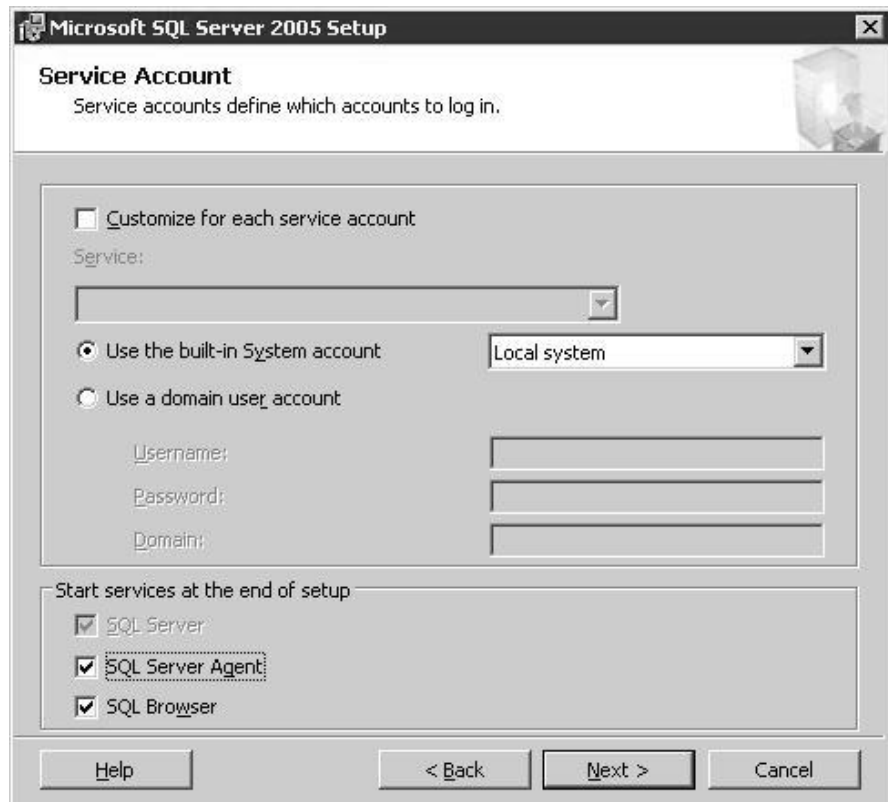 Microsoft SQL Server 2005 Setup
Service Account
Service accounts define which accounts to log in.
Customize for each service account
Service:
Use the built-in System account
Local system
Use a domain user account
Username:
Password:
Domain:
Start services at the end of setup
SQL Server
SQL Server Agent
SQL Browser
Help
< Back
Next >
Cancel